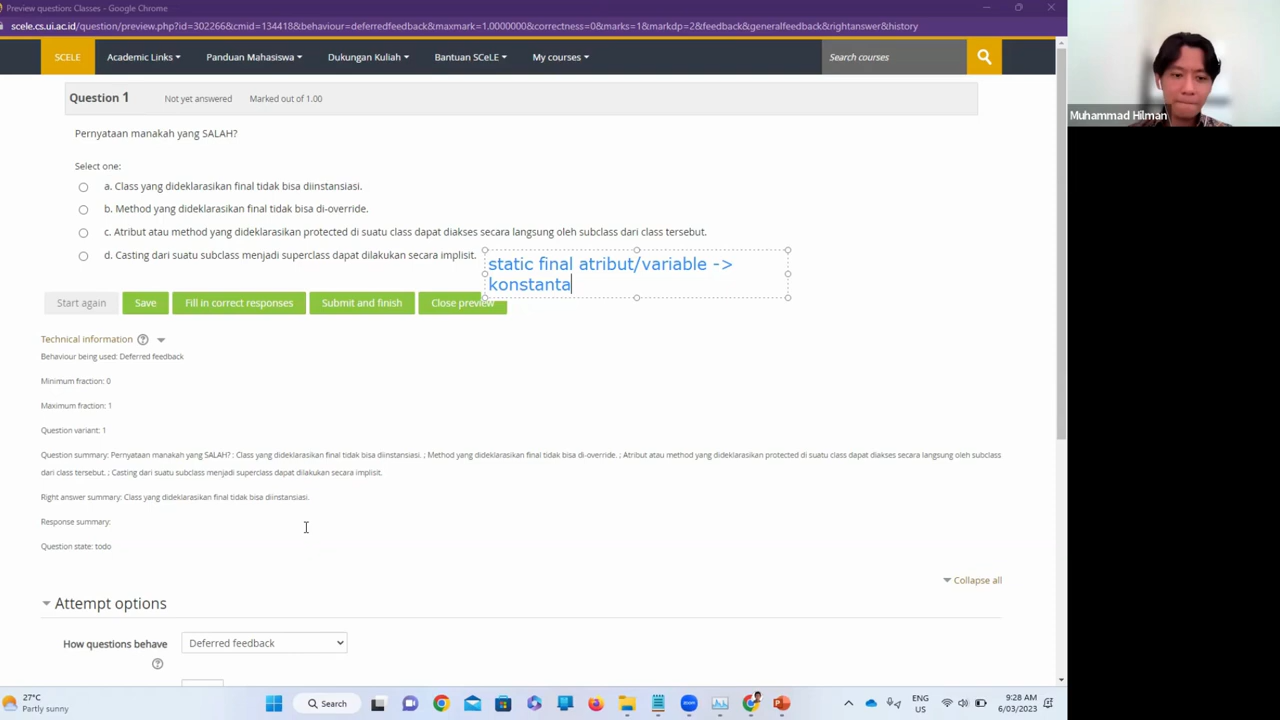 Preview question: Classes - Google Chrome
scele.cs.ui.ac.id/question/preview.php?id=302266&cmid=134418&behaviour=deferredfeedback&maxmark=1.0000000&correctness=0&marks=1&markdp=2&feedback&generalfeedback&rightanswer&history
SCELE Academic Links Panduan Mahasiswa Dukungan Kuliah Bantuan SCeLE My courses Search courses
Question 1 Not yet answered Marked out of 1.00
Pernyataan manakah yang SALAH?
Select one:
a. Class yang dideklarasikan final tidak bisa diinstansiasi.
b. Method yang dideklarasikan final tidak bisa di-override.
c. Atribut atau method yang dideklarasikan protected di suatu class dapat diakses secara langsung oleh subclass dari class tersebut.
d. Casting dari suatu subclass menjadi superclass dapat dilakukan secara implisit.
static final atribut/variable ->
konstanta
Start again Save Fill in correct responses Submit and finish Close preview
Technical information
Behaviour being used: Deferred feedback
Minimum fraction: 0
Maximum fraction: 1
Question variant: 1
Question summary: Pernyataan manakah yang SALAH? : Class yang dideklarasikan final tidak bisa diinstansiasi. ; Method yang dideklarasikan final tidak bisa di-override. ; Atribut atau method yang dideklarasikan protected di suatu class dapat diakses secara langsung oleh subclass
dari class tersebut. ; Casting dari suatu subclass menjadi superclass dapat dilakukan secara implisit.
Right answer summary: Class yang dideklarasikan final tidak bisa diinstansiasi.
Response summary:
Question state: todo
Collapse all
Attempt options
How questions behave Deferred feedback
Muhammad Hilman
27°C
Partly sunny
Search
ENG
US
9:28 AM
6/03/2023